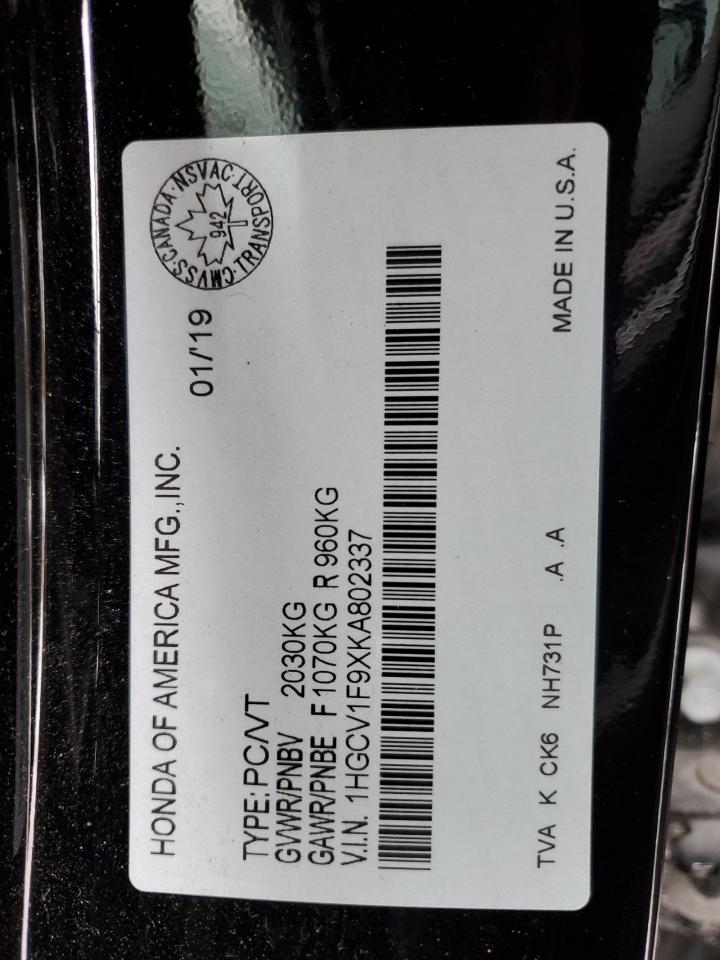 HONDA OF AMERICA MFG.,INC.
01/'19
CMVSS·CANADA·NSVAC·TRANSPORT
942
TYPE:PC/VT
GVWR/PNBV 2030KG
GAWR/PNBE F 1070KG R 960KG
V.I.N. 1HGCV1F9XKA802337
TVA K CK6 NH731P .A .A
MADE IN U.S.A.